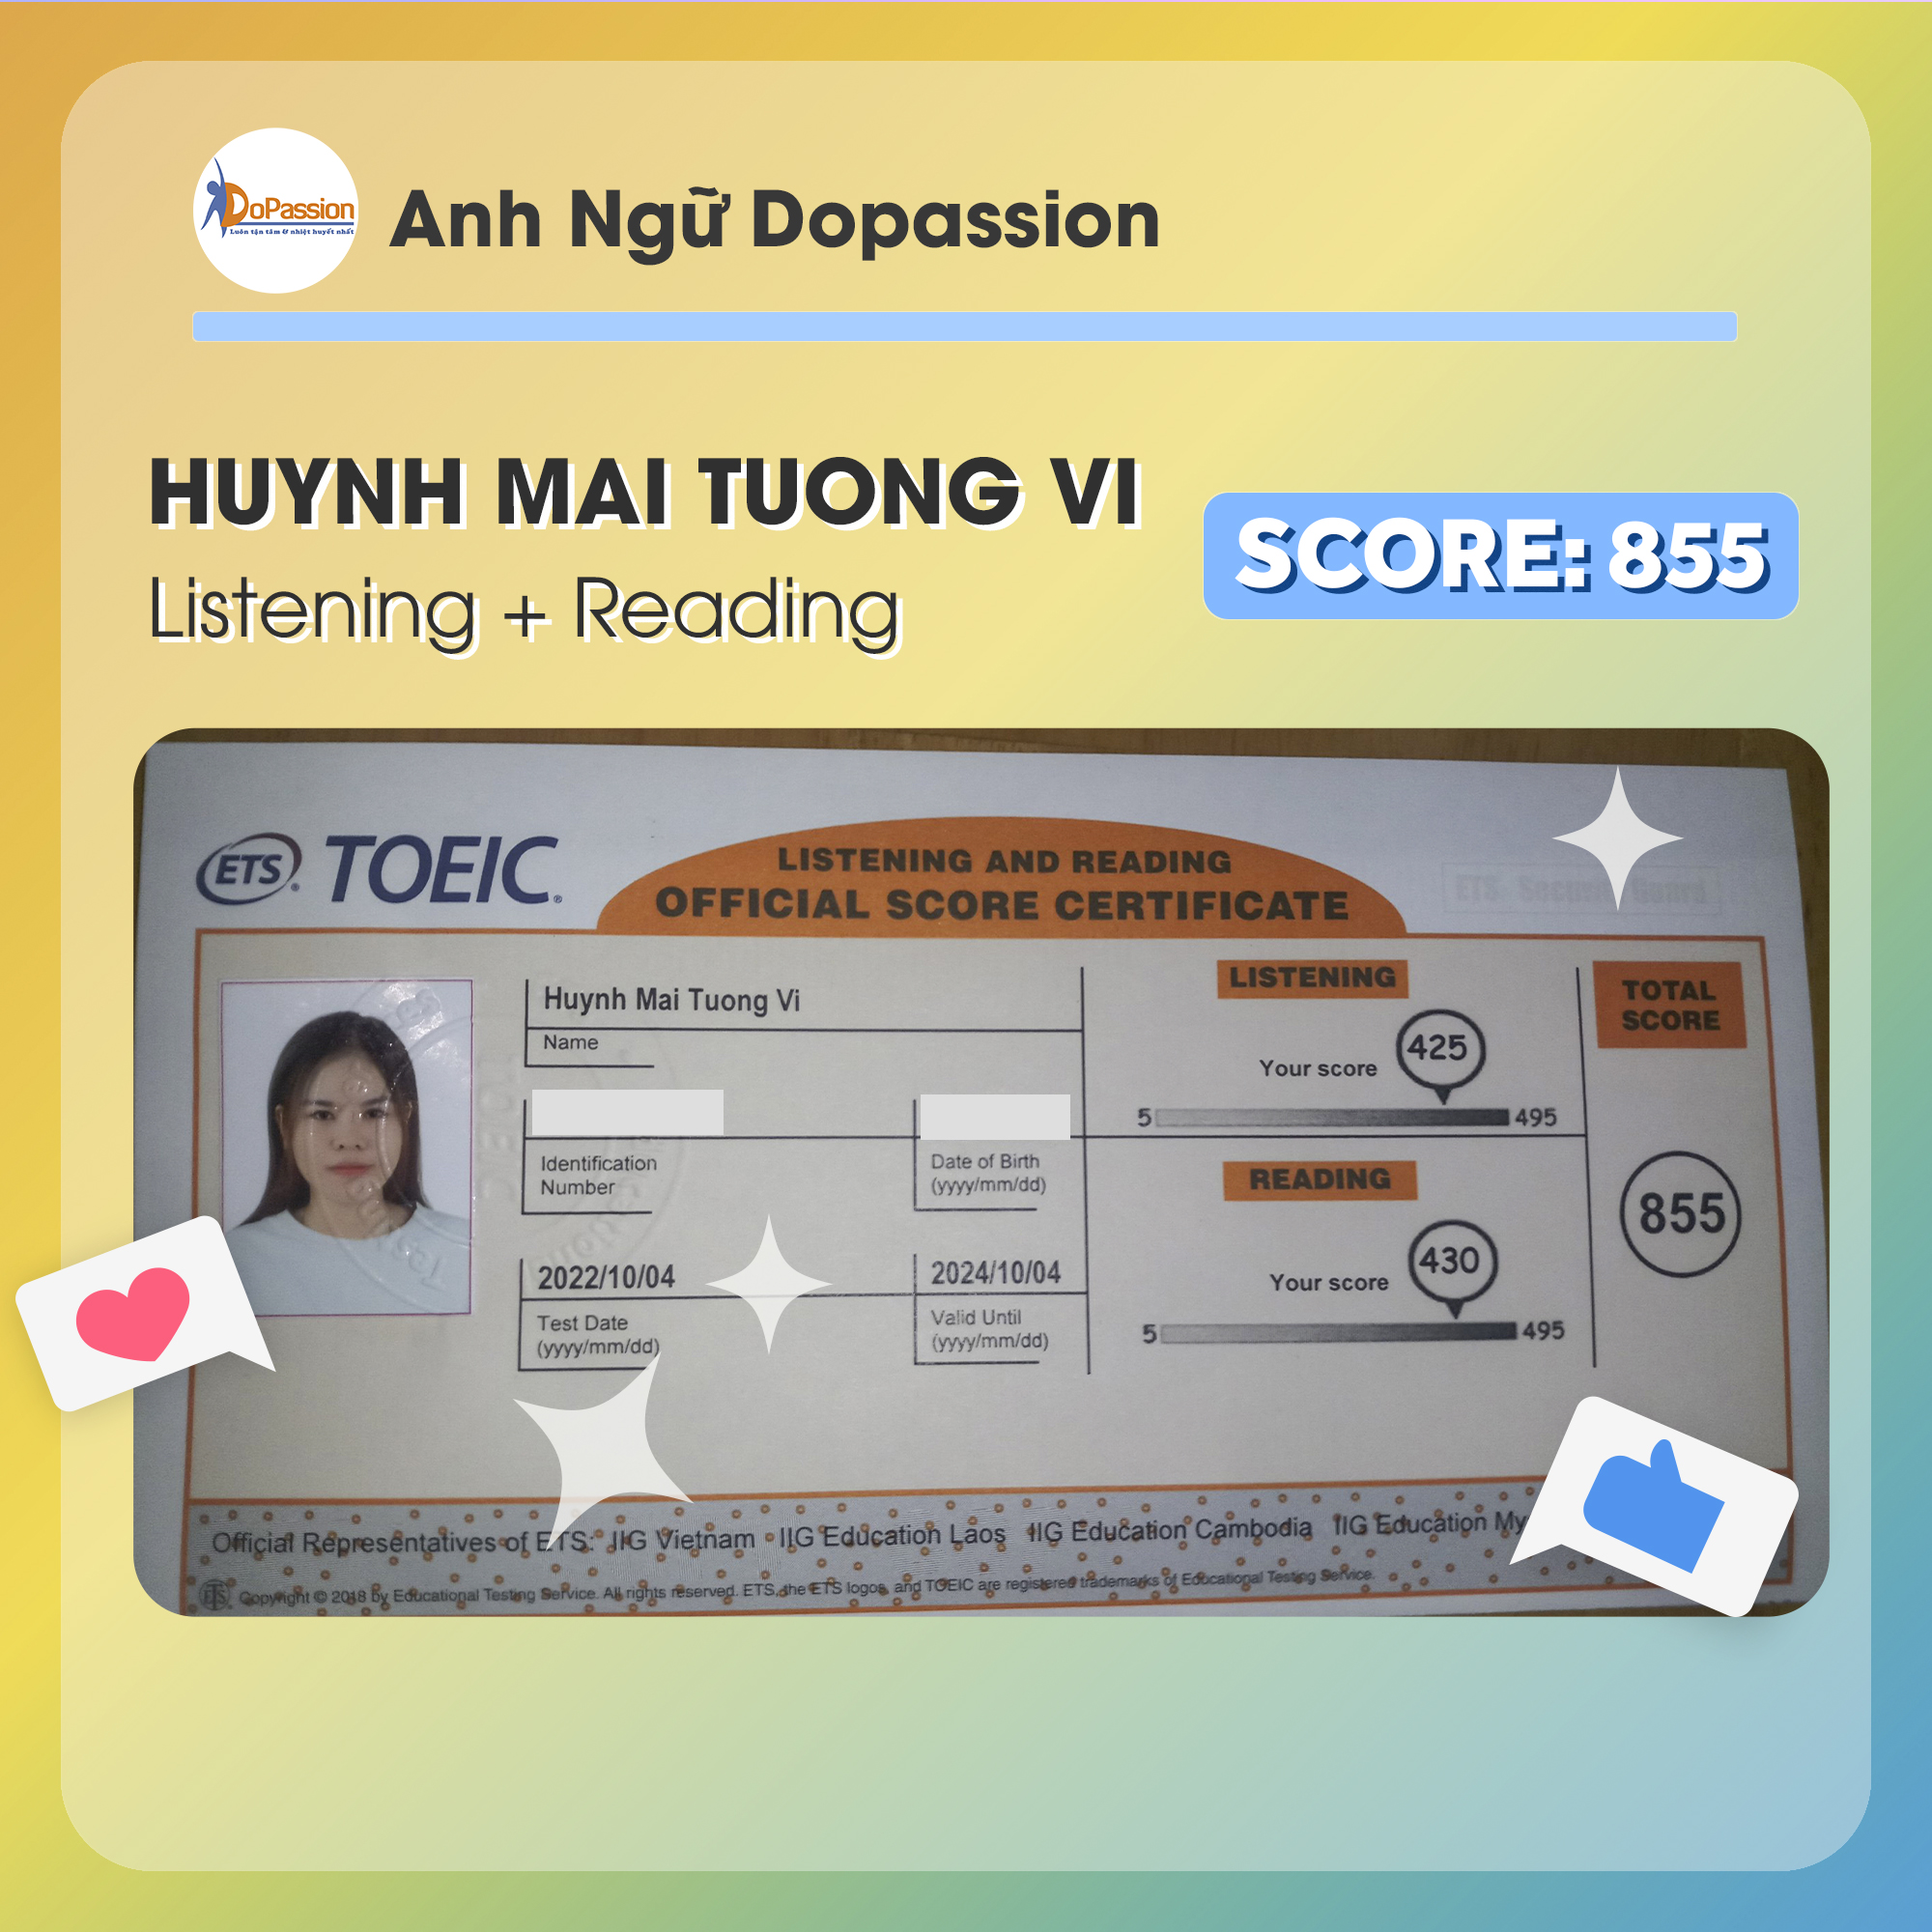 DoPassion
Luôn tận tâm & nhiệt huyết nhất
Anh Ngữ Dopassion
HUYNH MAI TUONG VI
Listening + Reading
SCORE: 855
ETS® TOEIC®
LISTENING AND READING
OFFICIAL SCORE CERTIFICATE
ETS Security Guard
Huynh Mai Tuong Vi
Name
Identification
Number
Date of Birth
(yyyy/mm/dd)
2022/10/04
Test Date
(yyyy/mm/dd)
2024/10/04
Valid Until
(yyyy/mm/dd)
LISTENING
Your score 425
5 495
READING
Your score 430
5 495
TOTAL
SCORE
855
Official Representatives of ETS: IIG Vietnam IIG Education Laos IIG Education Cambodia IIG Education My
ETS Copyright © 2018 by Educational Testing Service. All rights reserved. ETS, the ETS logos, and TOEIC are registered trademarks of Educational Testing Service.